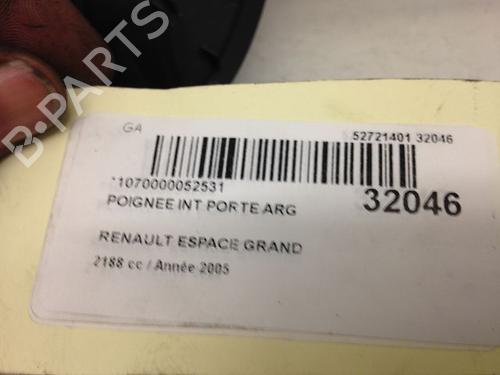 B-PARTS
GA
52721401 32046
*1070000052531
POIGNEE INT PORTE ARG
32046
RENAULT ESPACE GRAND
2188 cc / Année 2005